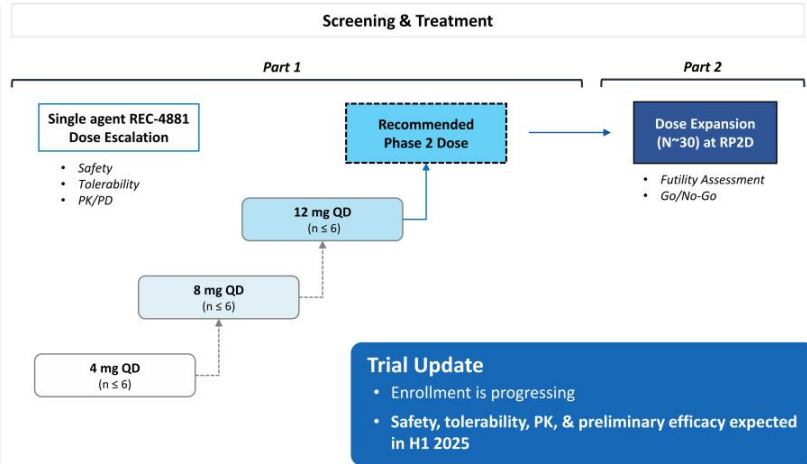 Screening & Treatment
Part 1
Part 2
Single agent REC-4881
Dose Escalation
• Safety
• Tolerability
• PK/PD
Recommended
Phase 2 Dose
Dose Expansion
(N~30) at RP2D
• Futility Assessment
• Go/No-Go
12 mg QD
(n ≤ 6)
8 mg QD
(n ≤ 6)
4 mg QD
(n ≤ 6)
Trial Update
• Enrollment is progressing
• Safety, tolerability, PK, & preliminary efficacy expected
in H1 2025